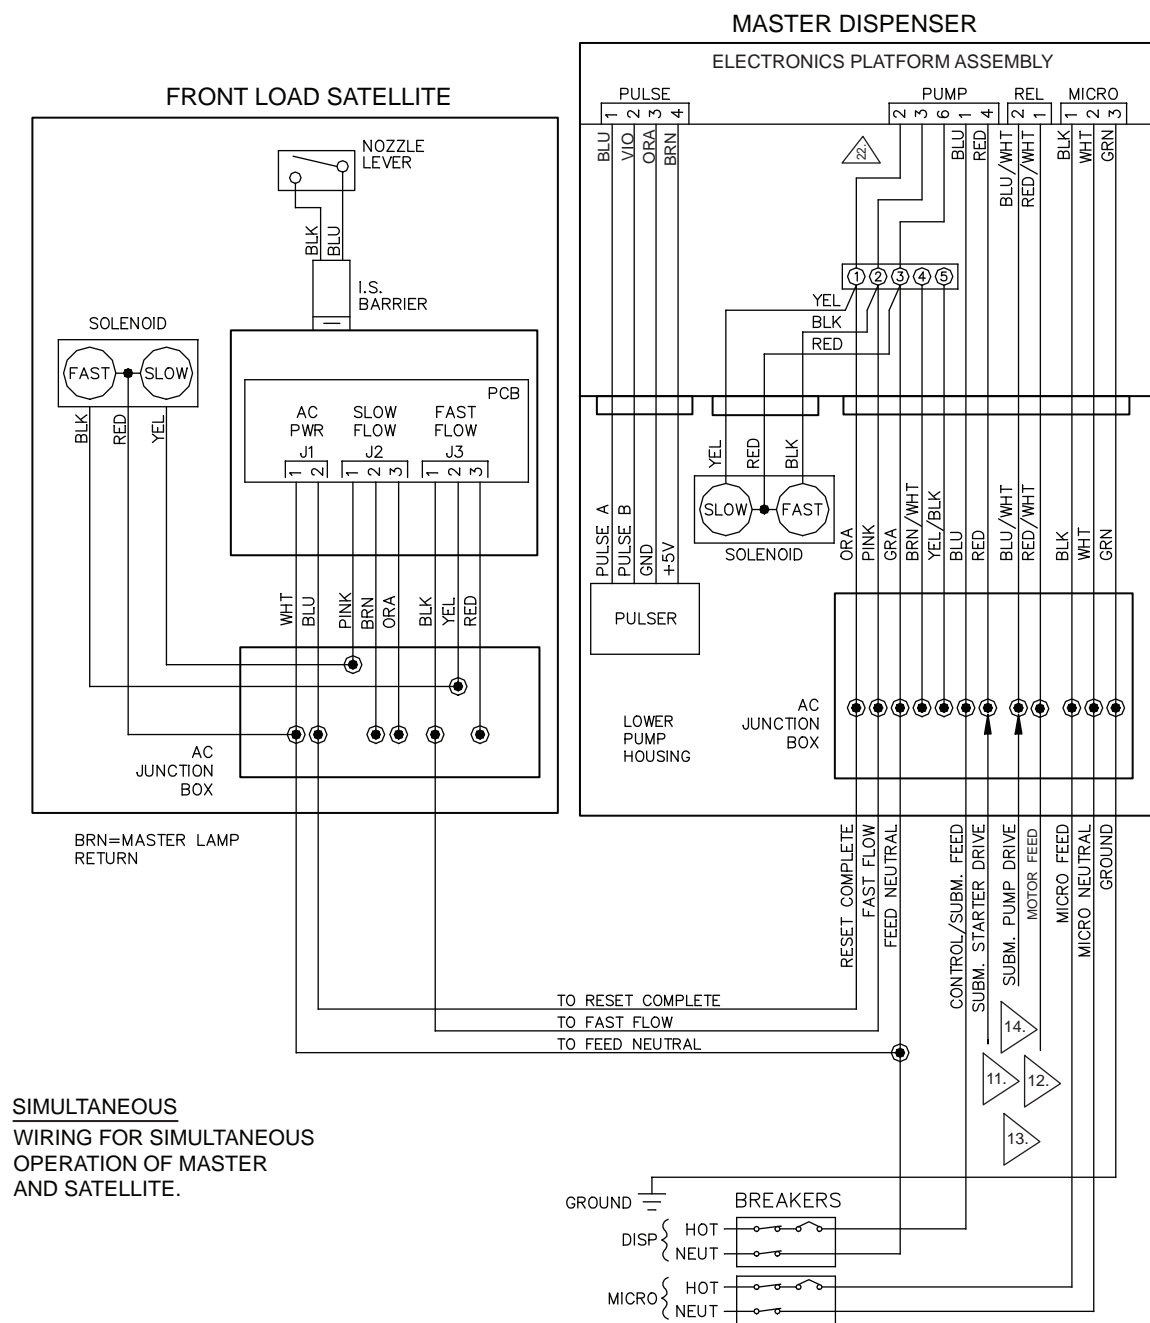 MASTER DISPENSER
ELECTRONICS PLATFORM ASSEMBLY
FRONT LOAD SATELLITE
PULSE
PUMP
REL
MICRO
1
2
3
4
2
3
6
1
4
2
1
1
2
3
BLU
VIO
ORA
BRN
BLU
RED
BLU/WHT
RED/WHT
BLK
WHT
GRN
22.
NOZZLE
LEVER
BLK
BLU
I.S.
BARRIER
1
2
3
4
5
YEL
BLK
RED
SOLENOID
FAST
SLOW
BLK
RED
YEL
PCB
AC
PWR
J1
SLOW
FLOW
J2
FAST
FLOW
J3
1
2
1
2
3
1
2
3
YEL
RED
BLK
SLOW
FAST
SOLENOID
PULSE A
PULSE B
GND
+5V
PULSER
ORA
PINK
GRA
BRN/WHT
YEL/BLK
BLU
RED
BLU/WHT
RED/WHT
BLK
WHT
GRN
WHT
BLU
PINK
BRN
ORA
BLK
YEL
RED
AC
JUNCTION
BOX
LOWER
PUMP
HOUSING
AC
JUNCTION
BOX
BRN=MASTER LAMP
RETURN
RESET COMPLETE
FAST FLOW
FEED NEUTRAL
CONTROL/SUBM. FEED
SUBM. STARTER DRIVE
SUBM. PUMP DRIVE
MOTOR FEED
MICRO FEED
MICRO NEUTRAL
GROUND
TO RESET COMPLETE
TO FAST FLOW
TO FEED NEUTRAL
14.
11.
12.
13.
SIMULTANEOUS
WIRING FOR SIMULTANEOUS
OPERATION OF MASTER
AND SATELLITE.
GROUND
BREAKERS
DISP
HOT
NEUT
MICRO
HOT
NEUT